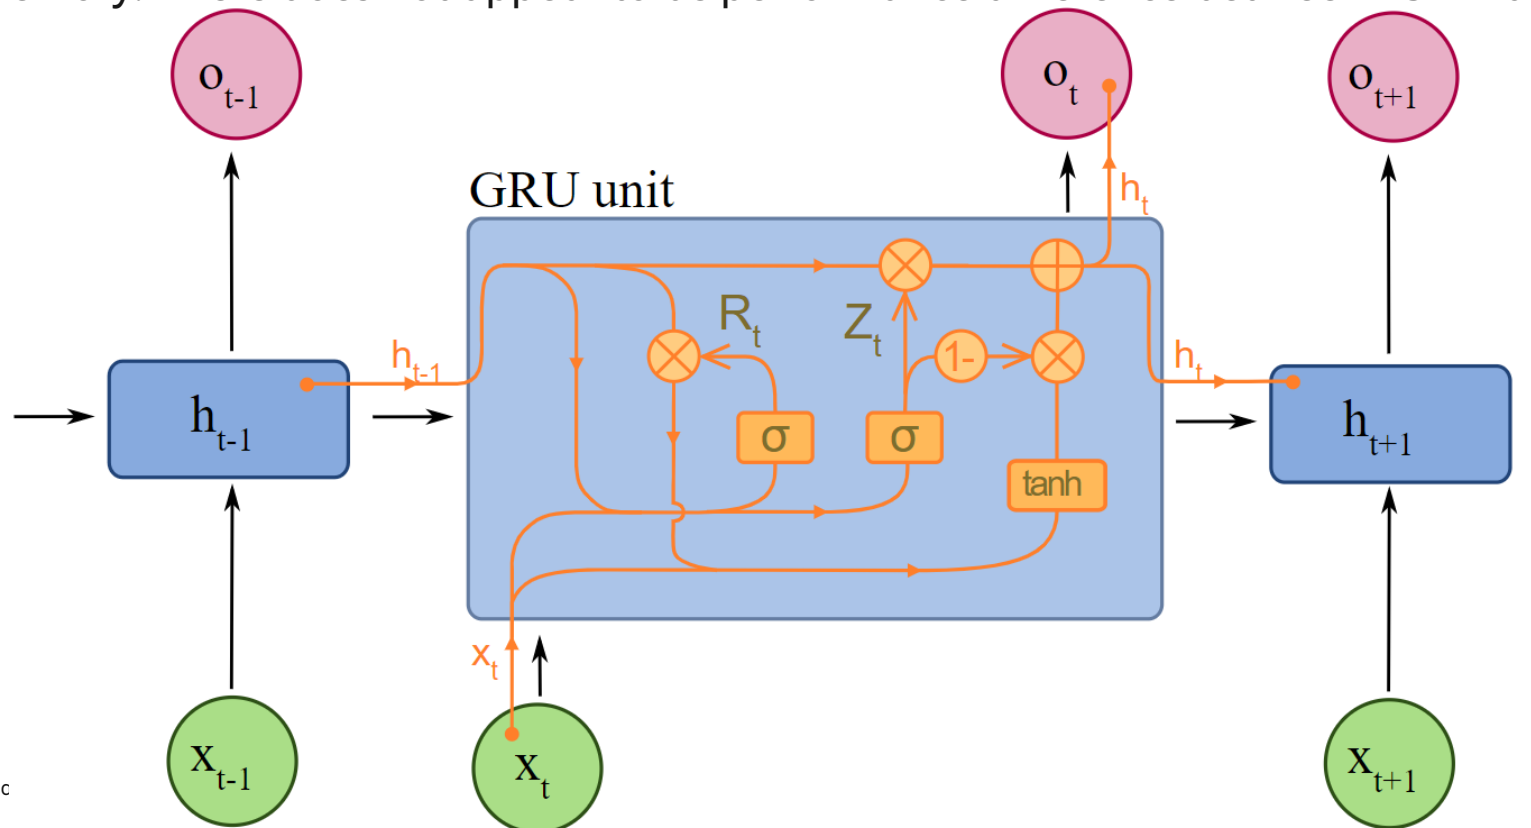 o t-1
o t
o t+1
GRU unit
h t
R t
Z t
h t-1
1-
h t
h t-1
σ
σ
h t+1
tanh
x t
x t-1
x t
x t+1